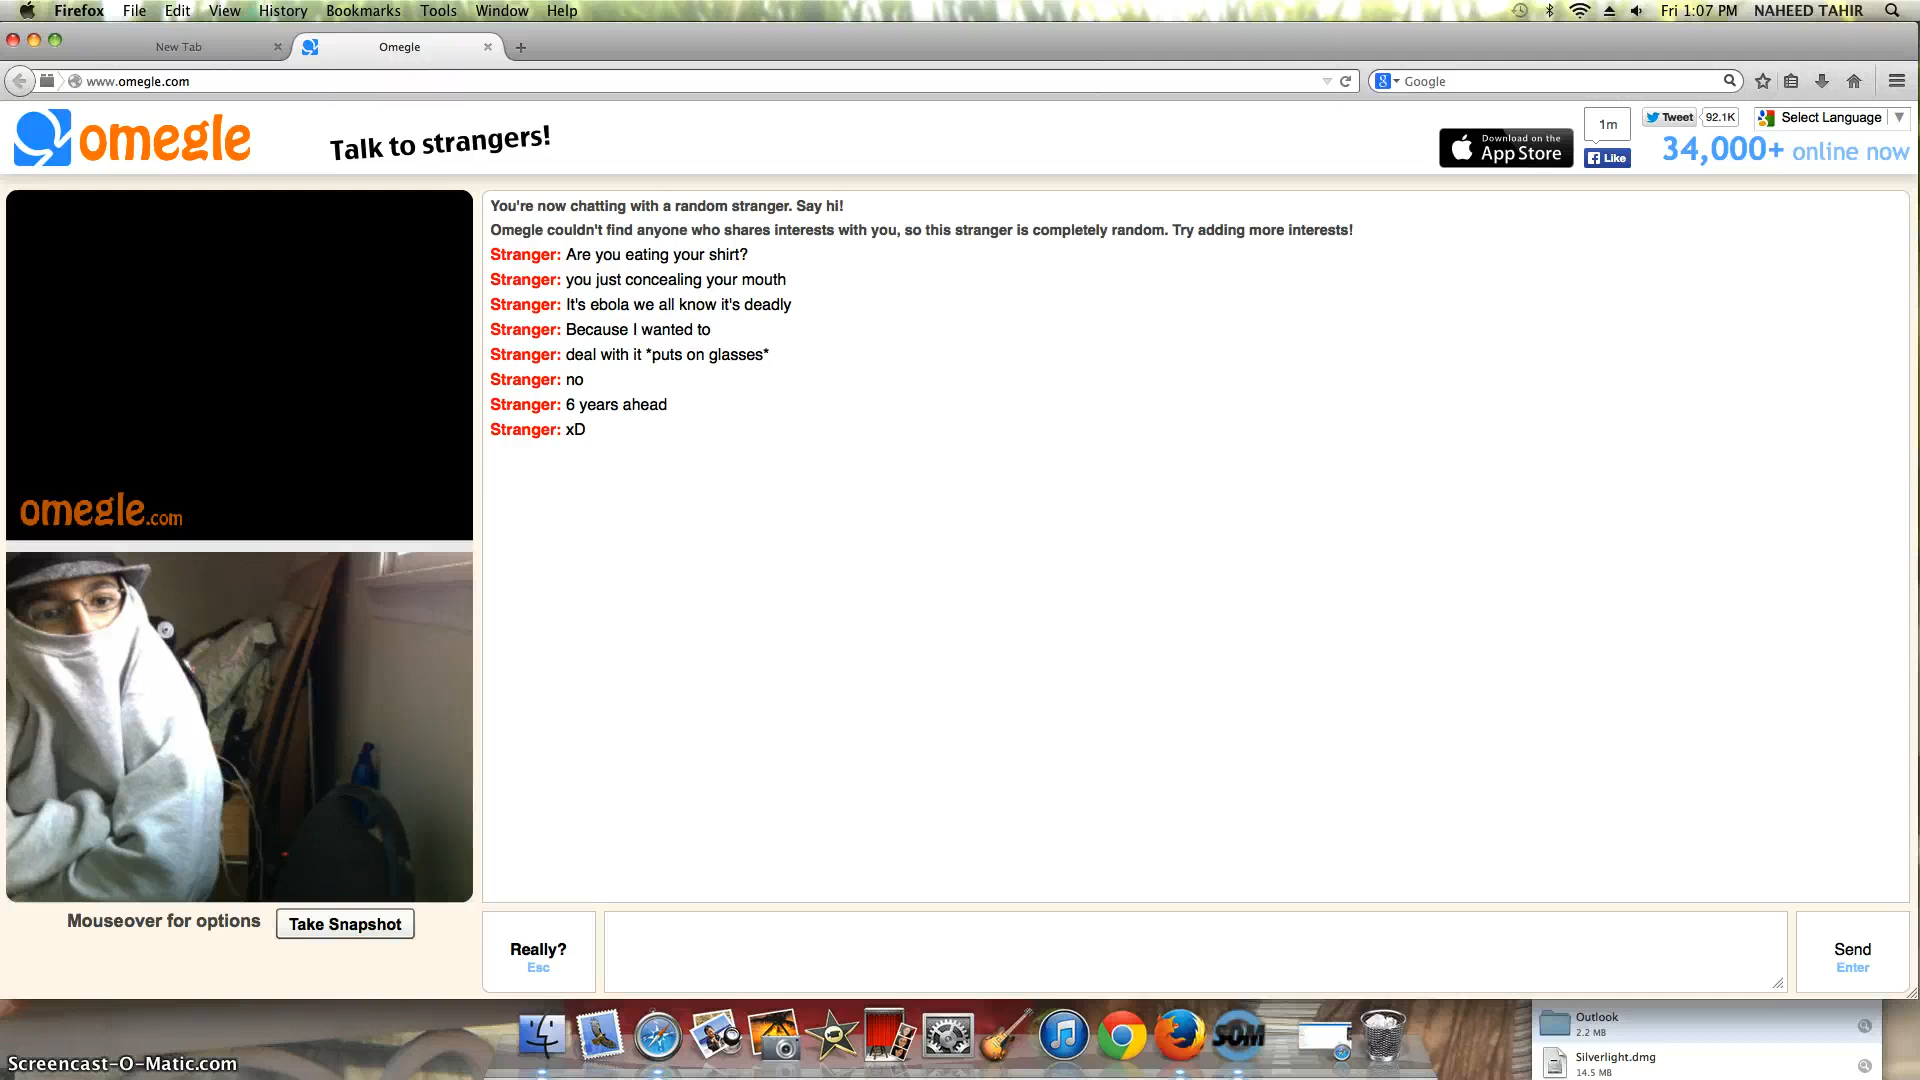 Firefox File Edit View History Bookmarks Tools Window Help Fri 1:07 PM NAHEED TAHIR
New Tab Omegle
www.omegle.com Google
omegle Talk to strangers! Download on the App Store 1m Like Tweet 92.1K Select Language
34,000+ online now
You're now chatting with a random stranger. Say hi!
Omegle couldn't find anyone who shares interests with you, so this stranger is completely random. Try adding more interests!
Stranger: Are you eating your shirt?
Stranger: you just concealing your mouth
Stranger: It's ebola we all know it's deadly
Stranger: Because I wanted to
Stranger: deal with it *puts on glasses*
Stranger: no
Stranger: 6 years ahead
Stranger: xD
omegle.com
Mouseover for options Take Snapshot
Really?
Esc
Send
Enter
SOM
Outlook
2.2 MB
Silverlight.dmg
14.5 MB
Screencast-O-Matic.com